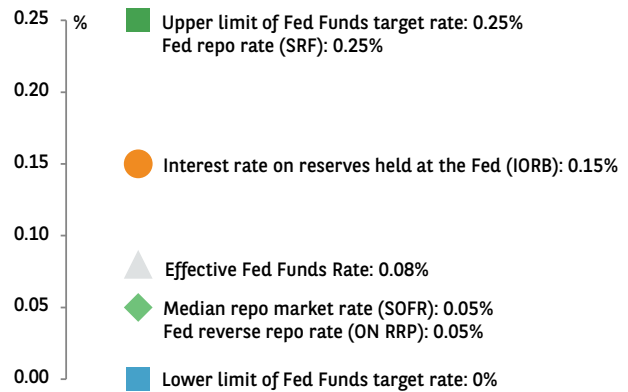 0.25 % Upper limit of Fed Funds target rate: 0.25%
Fed repo rate (SRF): 0.25%
0.20
0.15 Interest rate on reserves held at the Fed (IORB): 0.15%
0.10
Effective Fed Funds Rate: 0.08%
0.05 Median repo market rate (SOFR): 0.05%
Fed reverse repo rate (ON RRP): 0.05%
0.00 Lower limit of Fed Funds target rate: 0%